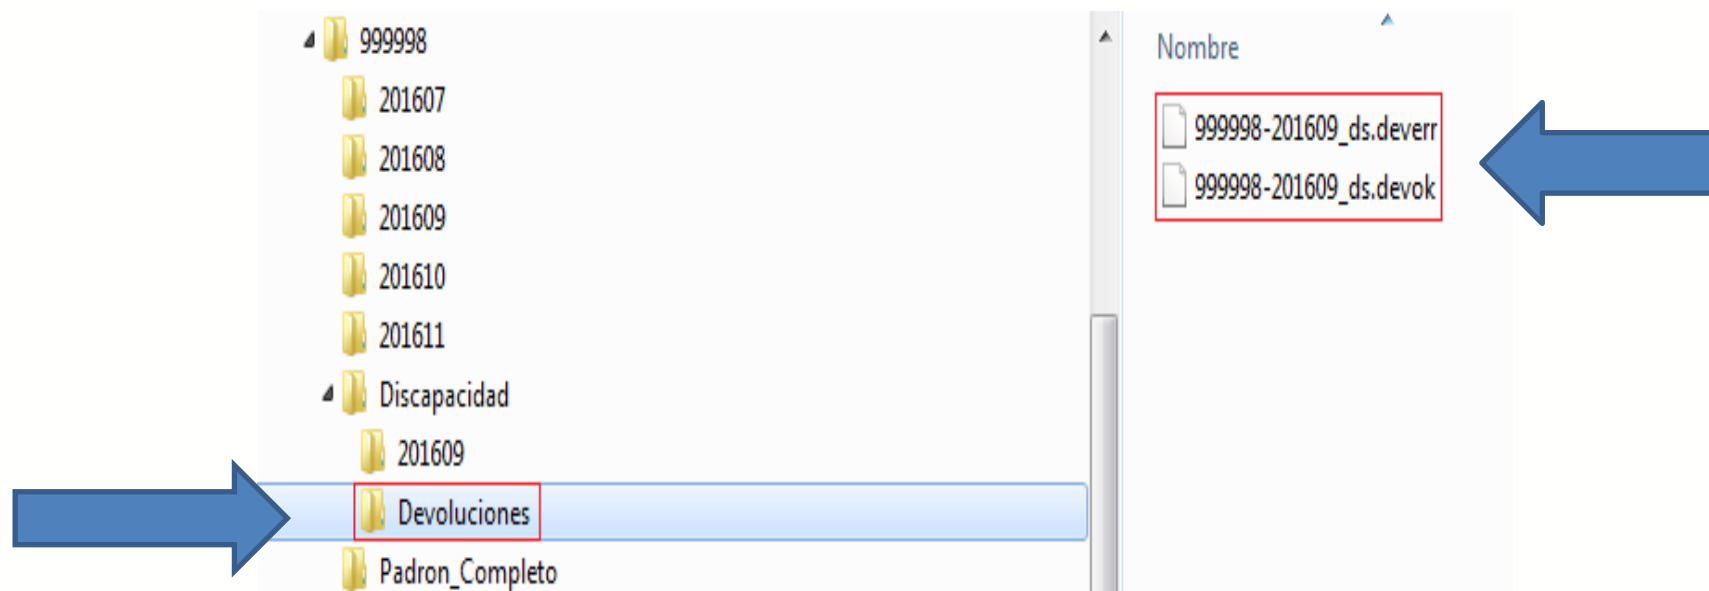 999998
201607
201608
201609
201610
201611
Discapacidad
201609
Devoluciones
Padron_Completo
Nombre
999998-201609_ds.deverr
999998-201609_ds.devok